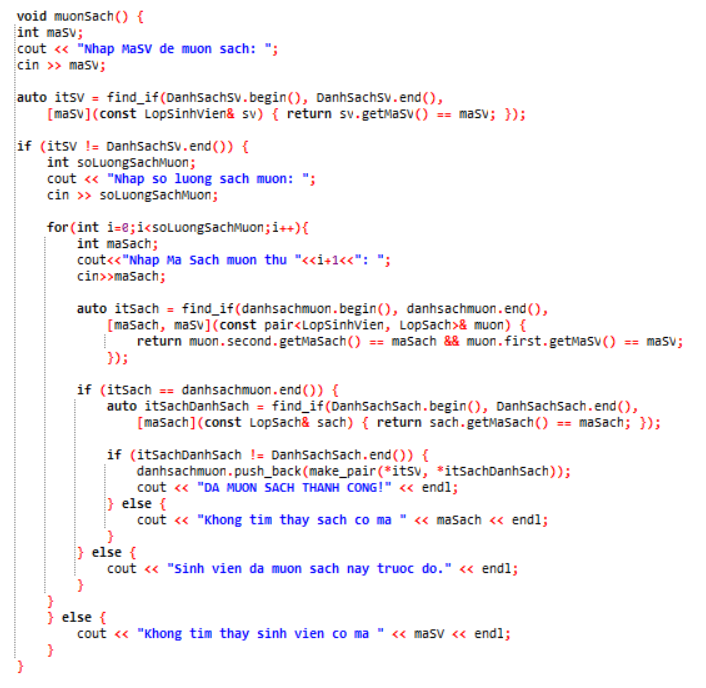 void muonSach() {
int maSV;
cout << "Nhap MaSV de muon sach: ";
cin >> maSV;
auto itSV = find_if(DanhSachSV.begin(), DanhSachSV.end(),
[maSV](const LopSinhVien& sv) { return sv.getMaSV() == maSV; });
if (itSV != DanhSachSV.end()) {
int soLuongSachMuon;
cout << "Nhap so luong sach muon: ";
cin >> soLuongSachMuon;
for(int i=0;i<soLuongSachMuon;i++){
int maSach;
cout<<"Nhap Ma Sach muon thu "<<i+1<<": ";
cin>>maSach;
auto itSach = find_if(danhsachmuon.begin(), danhsachmuon.end(),
[maSach, maSV](const pair<LopSinhVien, LopSach>& muon) {
return muon.second.getMaSach() == maSach && muon.first.getMaSV() == maSV;
});
if (itSach == danhsachmuon.end()) {
auto itSachDanhSach = find_if(DanhSachSach.begin(), DanhSachSach.end(),
[maSach](const LopSach& sach) { return sach.getMaSach() == maSach; });
if (itSachDanhSach != DanhSachSach.end()) {
danhsachmuon.push_back(make_pair(*itSV, *itSachDanhSach));
cout << "DA MUON SACH THANH CONG!" << endl;
} else {
cout << "Khong tim thay sach co ma " << maSach << endl;
}
} else {
cout << "Sinh vien da muon sach nay truoc do." << endl;
}
}
} else {
cout << "Khong tim thay sinh vien co ma " << maSV << endl;
}
}